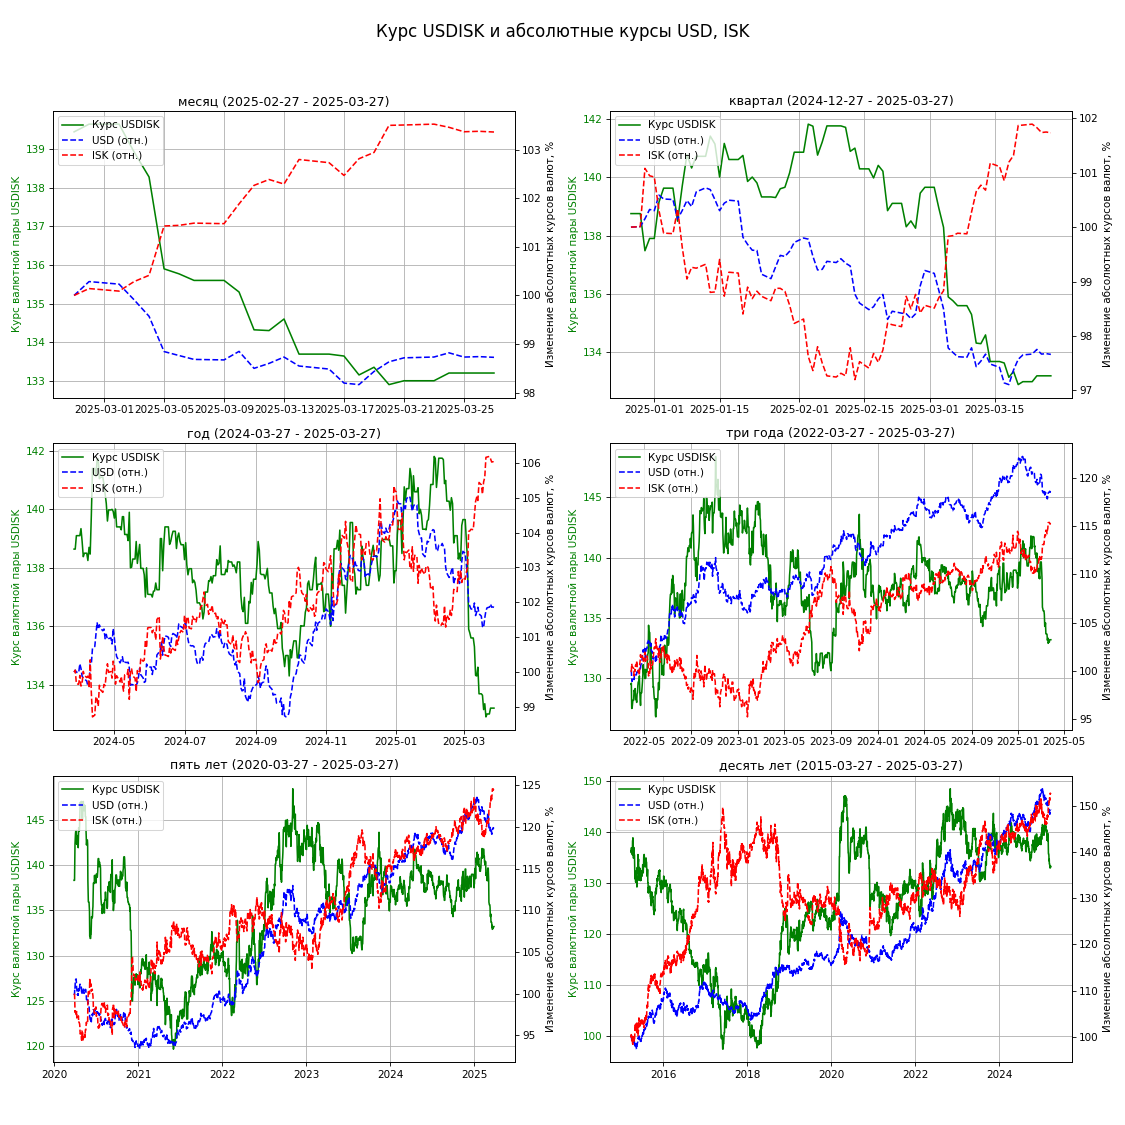 Курс USDISK и абсолютные курсы USD, ISK
месяц (2025-02-27 - 2025-03-27)
Курс USDISK
USD (отн.)
ISK (отн.)
Курс валютной пары USDISK
139
138
137
136
135
134
133
103
102
101
100
99
98
Изменение абсолютных курсов валют, %
2025-03-01 2025-03-05 2025-03-09 2025-03-13 2025-03-17 2025-03-21 2025-03-25
квартал (2024-12-27 - 2025-03-27)
Курс USDISK
USD (отн.)
ISK (отн.)
Курс валютной пары USDISK
142
140
138
136
134
102
101
100
99
98
97
Изменение абсолютных курсов валют, %
2025-01-01 2025-01-15 2025-02-01 2025-02-15 2025-03-01 2025-03-15
год (2024-03-27 - 2025-03-27)
Курс USDISK
USD (отн.)
ISK (отн.)
Курс валютной пары USDISK
142
140
138
136
134
106
105
104
103
102
101
100
99
Изменение абсолютных курсов валют, %
2024-05 2024-07 2024-09 2024-11 2025-01 2025-03
три года (2022-03-27 - 2025-03-27)
Курс USDISK
USD (отн.)
ISK (отн.)
Курс валютной пары USDISK
145
140
135
130
120
115
110
105
100
95
Изменение абсолютных курсов валют, %
2022-05 2022-09 2023-01 2023-05 2023-09 2024-01 2024-05 2024-09 2025-01 2025-05
пять лет (2020-03-27 - 2025-03-27)
Курс USDISK
USD (отн.)
ISK (отн.)
Курс валютной пары USDISK
145
140
135
130
125
120
125
120
115
110
105
100
95
Изменение абсолютных курсов валют, %
2020 2021 2022 2023 2024 2025
десять лет (2015-03-27 - 2025-03-27)
Курс USDISK
USD (отн.)
ISK (отн.)
Курс валютной пары USDISK
150
140
130
120
110
100
150
140
130
120
110
100
Изменение абсолютных курсов валют, %
2016 2018 2020 2022 2024